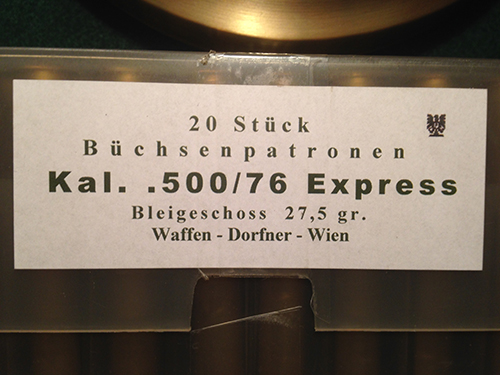 20 Stück
Büchsenpatronen
Kal. .500/76 Express
Bleigeschoss 27,5 gr.
Waffen - Dorfner - Wien